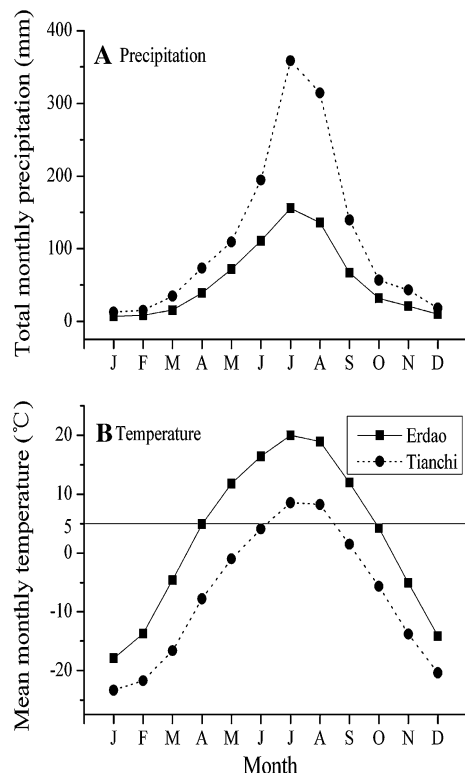 A Precipitation
Total monthly precipitation (mm)
400
300
200
100
0
J F M A M J J A S O N D
B Temperature
Erdao
Tianchi
Mean monthly temperature (℃)
20
10
5
0
-10
-20
J F M A M J J A S O N D
Month